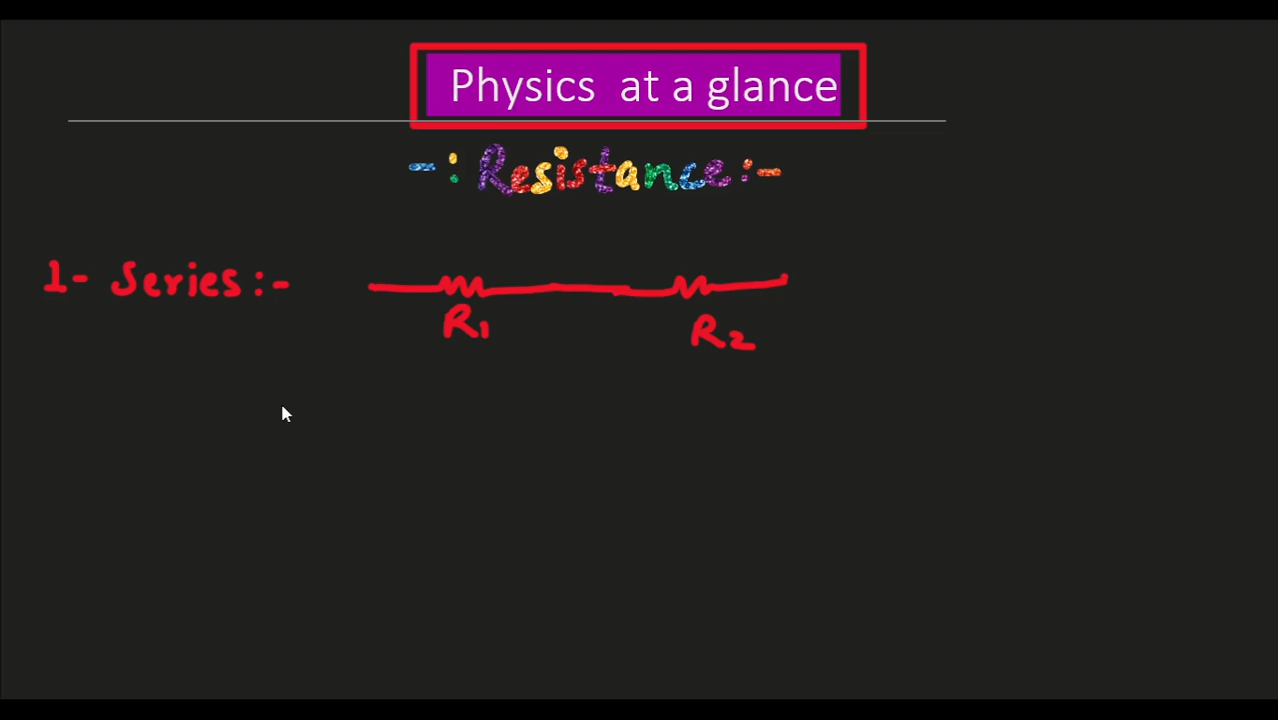 Physics at a glance
-: Resistance :-
1- Series :-
R1 R2